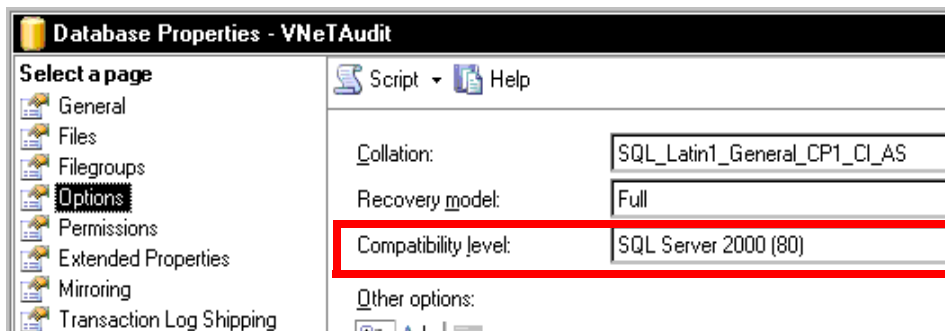 Database Properties - VNeTAudit
Select a page
General
Files
Filegroups
Options
Permissions
Extended Properties
Mirroring
Transaction Log Shipping
Script
Help
Collation:
SQL_Latin1_General_CP1_CI_AS
Recovery model:
Full
Compatibility level:
SQL Server 2000 (80)
Other options: